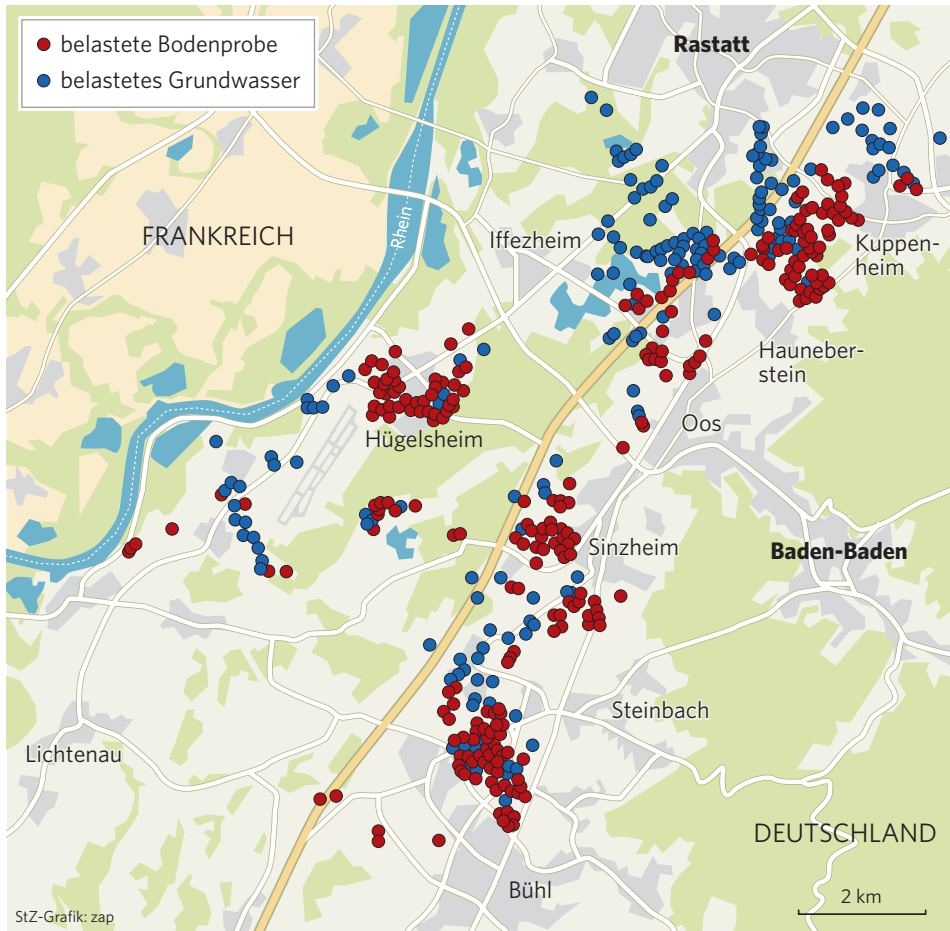 belastete Bodenprobe
belastetes Grundwasser
Rastatt
FRANKREICH
Rhein
Iffezheim
Kuppen-
heim
Haueneber-
stein
Hügelsheim
Oos
Sinzheim
Baden-Baden
Steinbach
Lichtenau
DEUTSCHLAND
Bühl
2 km
StZ-Grafik: zap